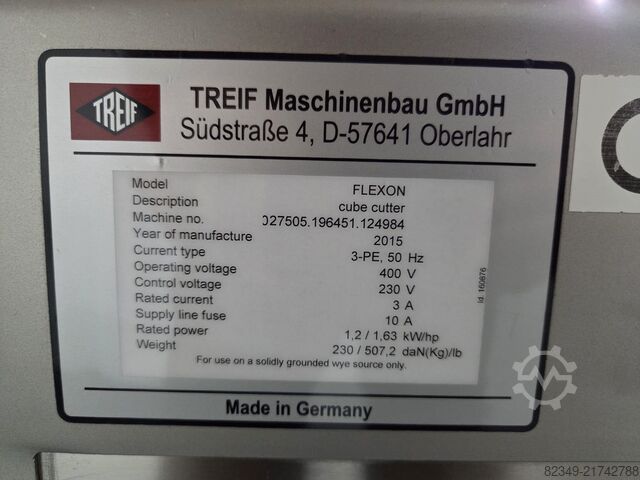 TREIF
TREIF Maschinenbau GmbH
Südstraße 4, D-57641 Oberlahr
Model FLEXON
Description cube cutter
Machine no. 027505.196451.124984
Year of manufacture 2015
Current type 3-PE, 50 Hz
Operating voltage 400 V
Control voltage 230 V
Rated current 3 A
Supply line fuse 10 A
Rated power 1,2 / 1,63 kW/hp
Weight 230 / 507,2 daN(Kg)/lb
For use on a solidly grounded wye source only.
id. 160876
Made in Germany
82349-21742788